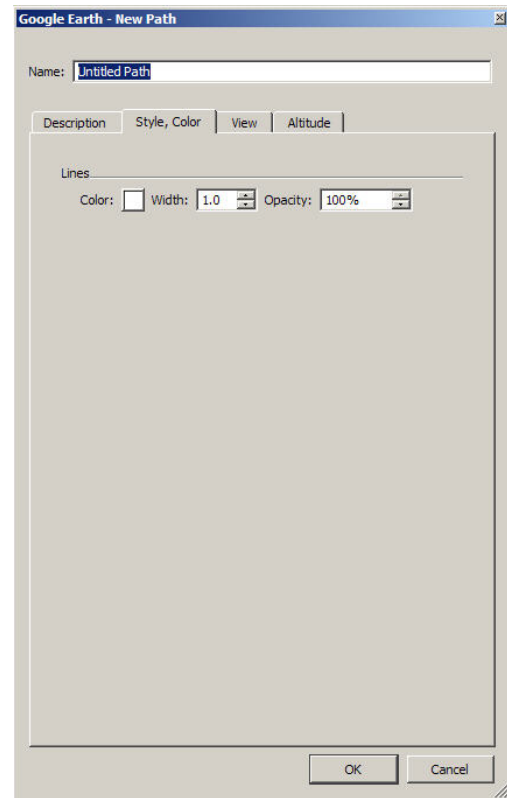 Google Earth - New Path
Name: Untitled Path
Description Style, Color View Altitude
Lines
Color: Width: 1.0 Opacity: 100%
OK Cancel